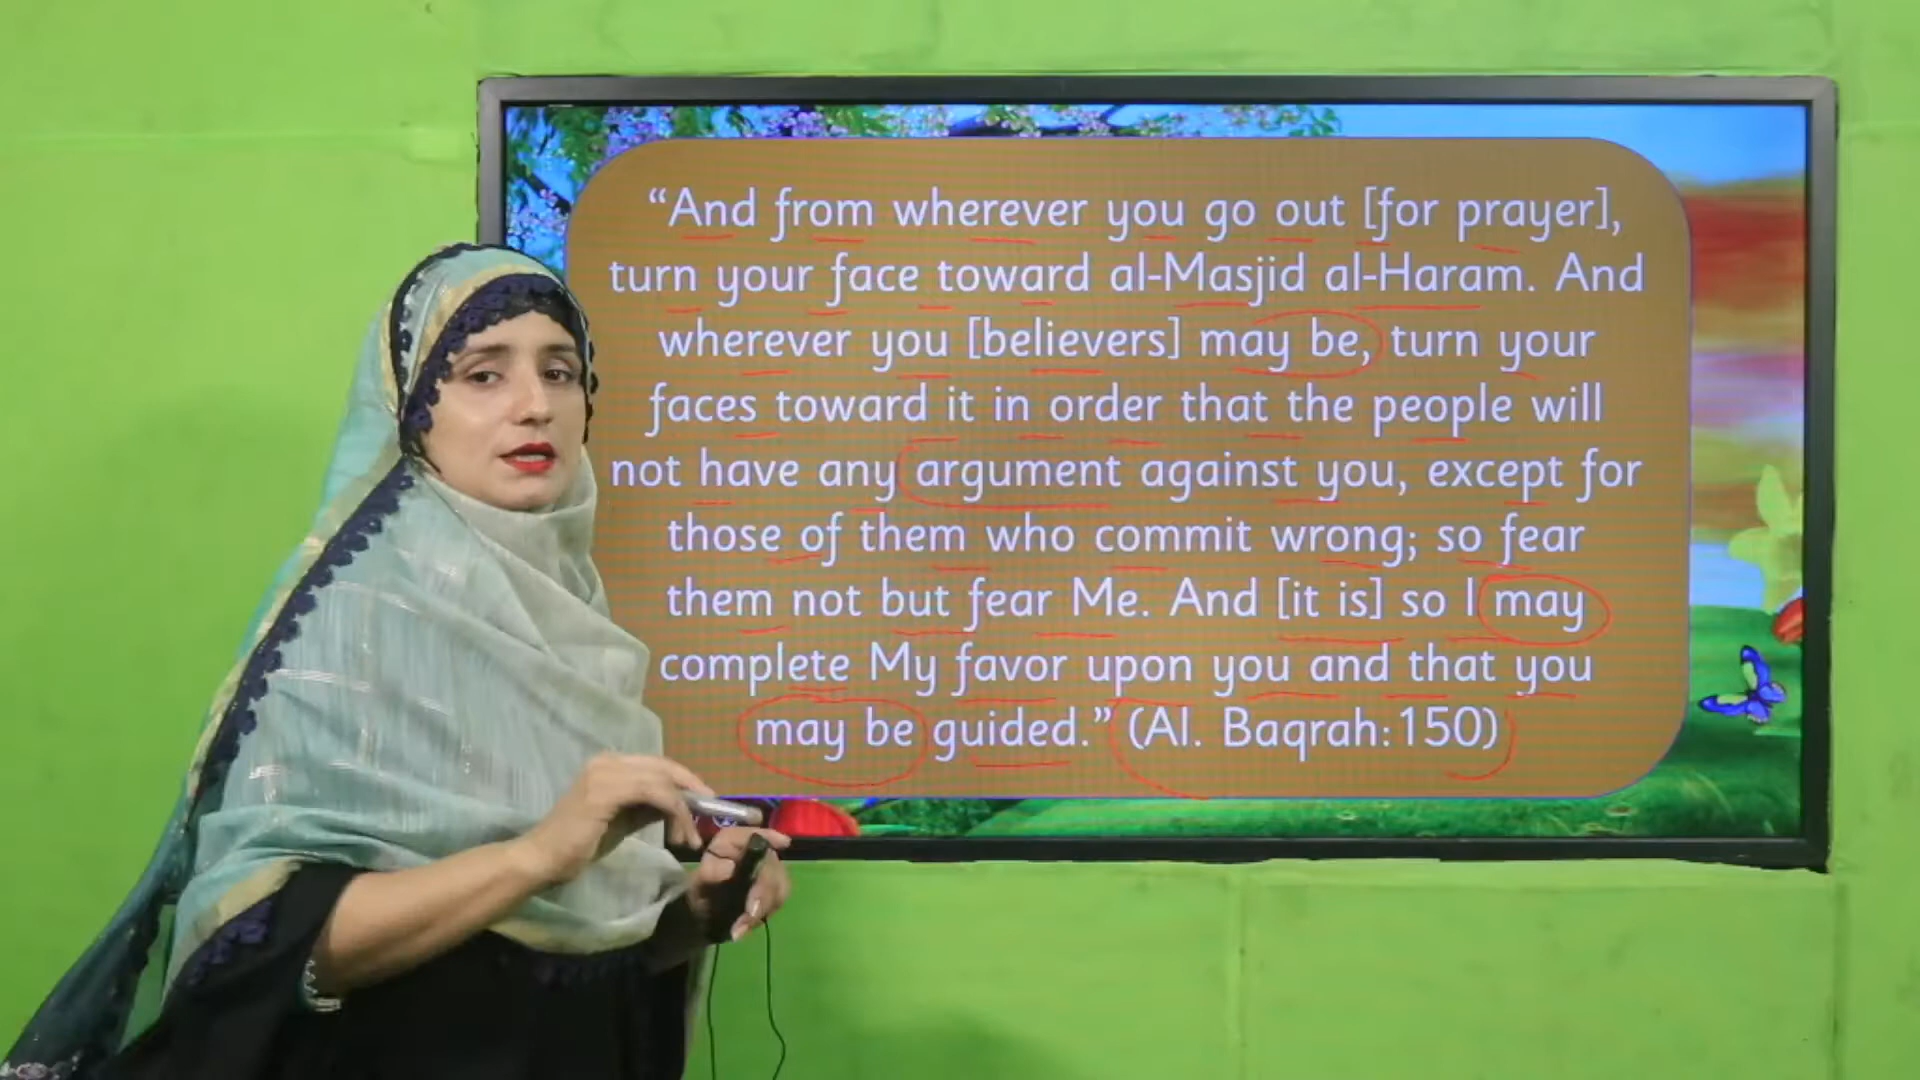 “And from wherever you go out [for prayer],
turn your face toward al-Masjid al-Haram. And
wherever you [believers] may be, turn your
faces toward it in order that the people will
not have any argument against you, except for
those of them who commit wrong; so fear
them not but fear Me. And [it is] so I may
complete My favor upon you and that you
may be guided.” (Al. Baqrah:150)